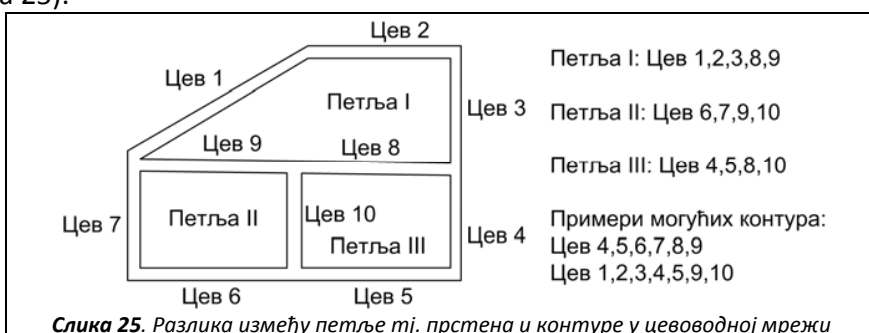 а 25).
Цев 2
Цев 1
Петља I
Цев 3
Цев 9
Цев 8
Цев 7
Петља II
Цев 10
Петља III
Цев 4
Цев 6
Цев 5
Петља I: Цев 1,2,3,8,9
Петља II: Цев 6,7,9,10
Петља III: Цев 4,5,8,10
Примери могућих контура:
Цев 4,5,6,7,8,9
Цев 1,2,3,4,5,9,10
Слика 25. Разлика између петље тј. прстена и контуре у цевоводној мрежи